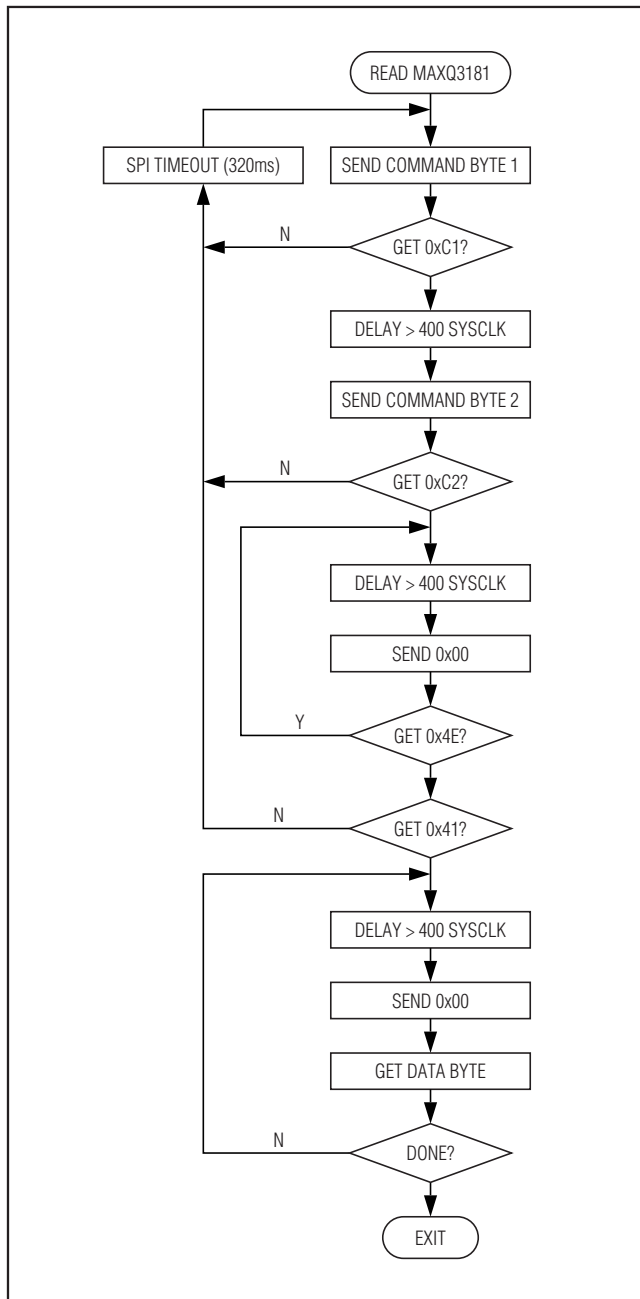 READ MAXQ3181
SPI TIMEOUT (320ms)
SEND COMMAND BYTE 1
N
GET 0xC1?
DELAY > 400 SYSCLK
SEND COMMAND BYTE 2
N
GET 0xC2?
DELAY > 400 SYSCLK
SEND 0x00
Y
GET 0x4E?
N
GET 0x41?
DELAY > 400 SYSCLK
SEND 0x00
GET DATA BYTE
N
DONE?
EXIT